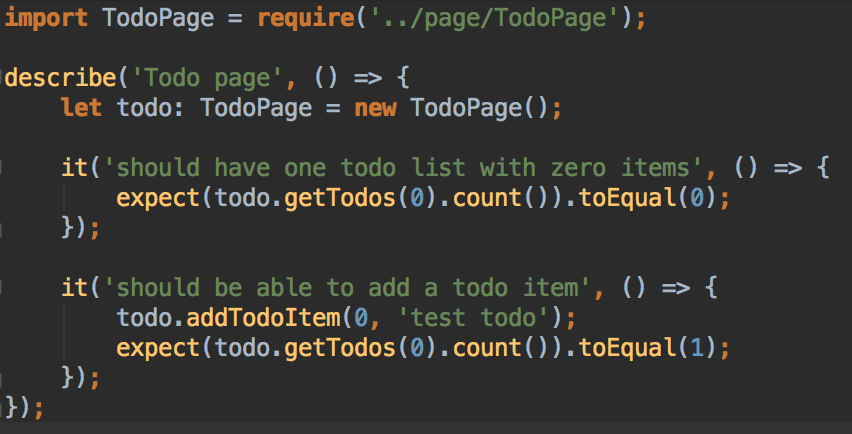 import TodoPage = require('../page/TodoPage');
describe('Todo page', () => {
let todo: TodoPage = new TodoPage();
it('should have one todo list with zero items', () => {
expect(todo.getTodos(0).count()).toEqual(0);
});
it('should be able to add a todo item', () => {
todo.addTodoItem(0, 'test todo');
expect(todo.getTodos(0).count()).toEqual(1);
});
});